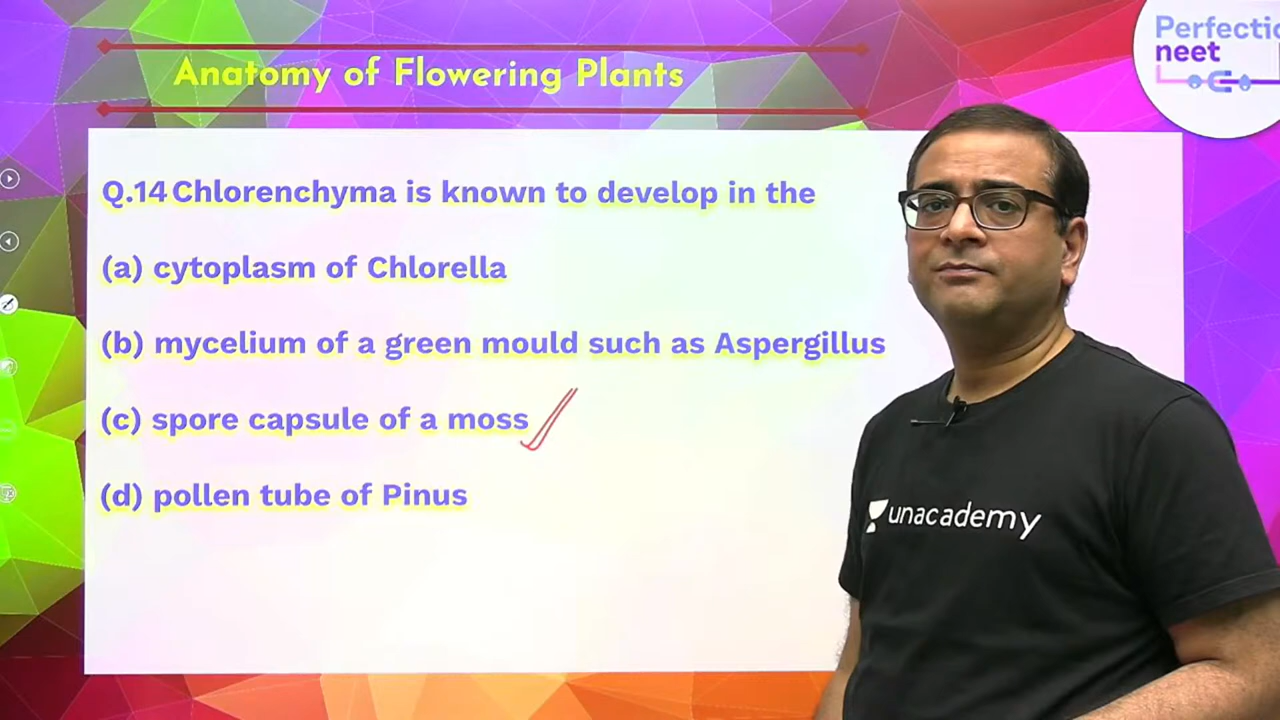 Perfectio
neet
Anatomy of Flowering Plants
Q.14 Chlorenchyma is known to develop in the
(a) cytoplasm of Chlorella
(b) mycelium of a green mould such as Aspergillus
(c) spore capsule of a moss
(d) pollen tube of Pinus
unacademy